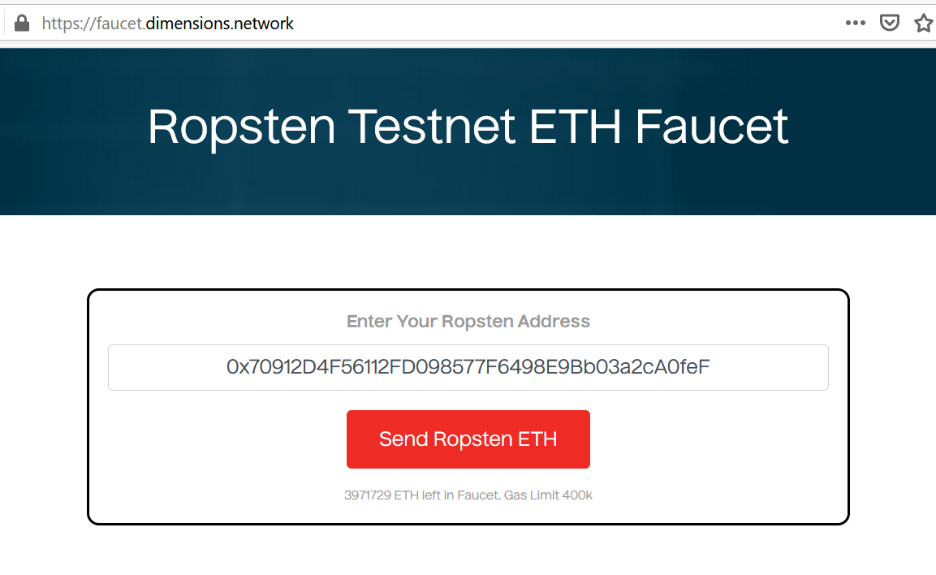 https://faucet.dimensions.network
Ropsten Testnet ETH Faucet
Enter Your Ropsten Address
0x70912D4F56112FD098577F6498E9Bb03a2cA0feF
Send Ropsten ETH
3971729 ETH left in Faucet. Gas Limit 400k